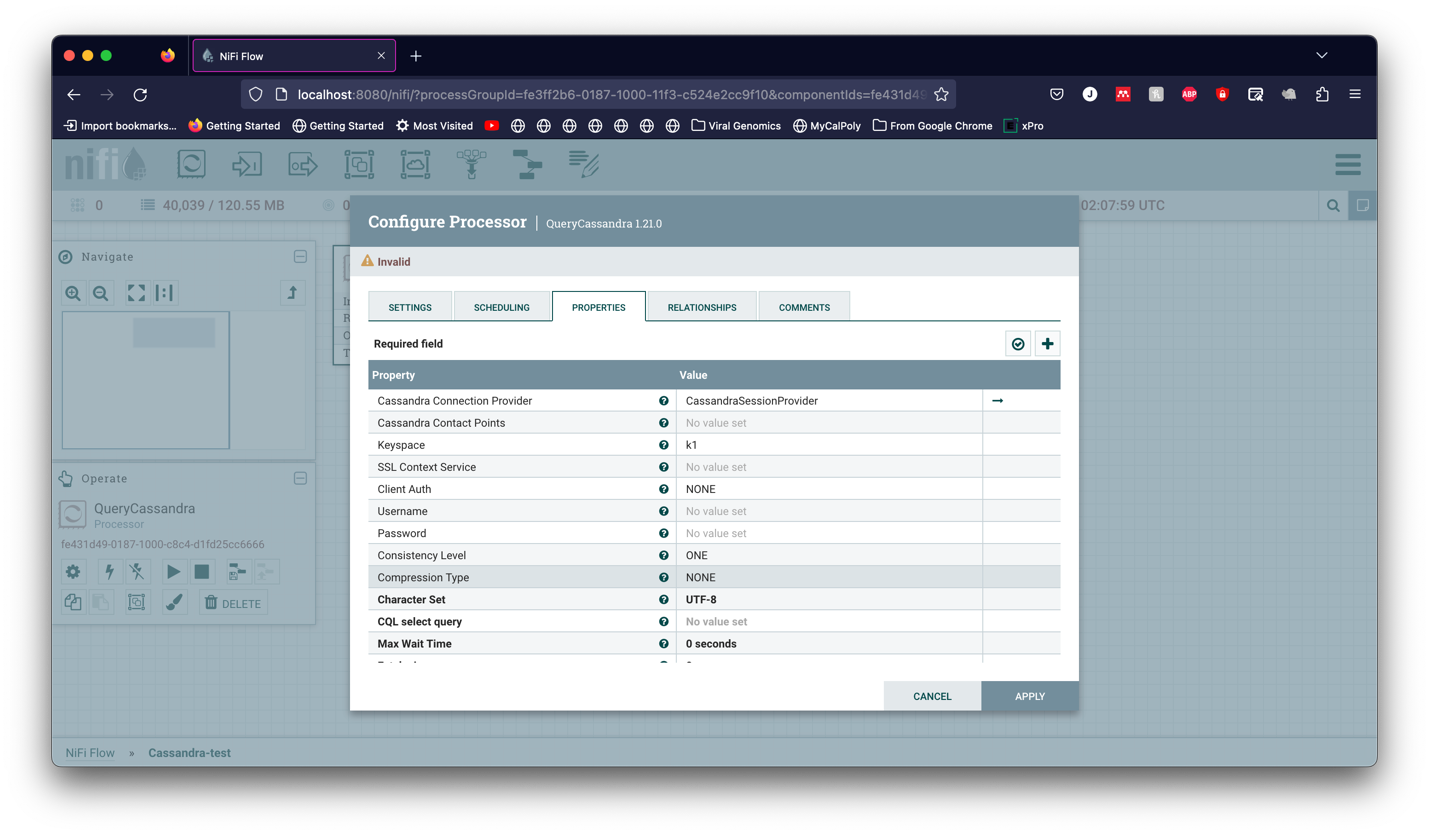 NiFi Flow
localhost:8080/nifi/?processGroupId=fe3ff2b6-0187-1000-11f3-c524e2cc9f10&componentIds=fe431d49
J
ABP
Import bookmarks...
Getting Started
Getting Started
Most Visited
Viral Genomics
MyCalPoly
From Google Chrome
xPro
nifi
0
40,039 / 120.55 MB
0
02:07:59 UTC
Navigate
Operate
QueryCassandra
Processor
fe431d49-0187-1000-c8c4-d1fd25cc6666
DELETE
Configure Processor | QueryCassandra 1.21.0
Invalid
SETTINGS
SCHEDULING
PROPERTIES
RELATIONSHIPS
COMMENTS
Required field
Property Value
Cassandra Connection Provider CassandraSessionProvider
Cassandra Contact Points No value set
Keyspace k1
SSL Context Service No value set
Client Auth NONE
Username No value set
Password No value set
Consistency Level ONE
Compression Type NONE
Character Set UTF-8
CQL select query No value set
Max Wait Time 0 seconds
CANCEL
APPLY
NiFi Flow » Cassandra-test